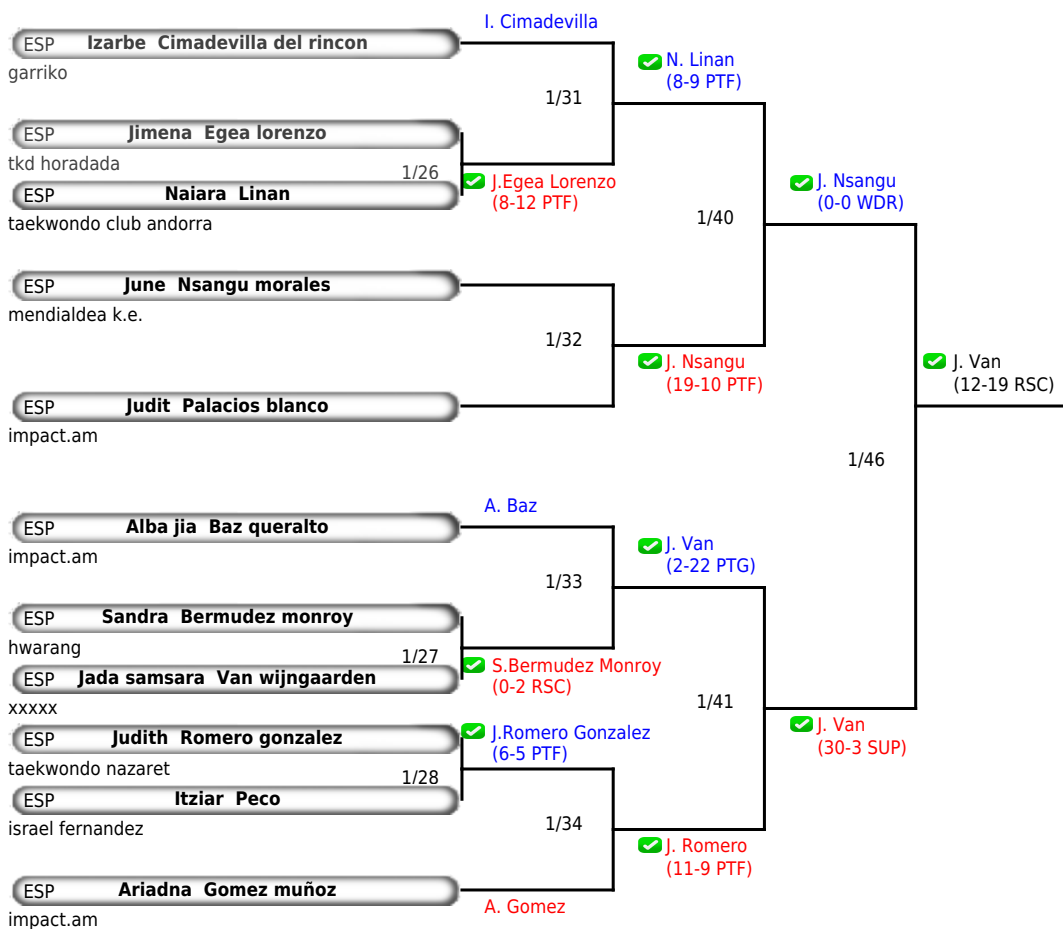 I. Cimadevilla
ESP Izarbe Cimadevilla del rincon
garriko
N. Linan
(8-9 PTF)
1/31
ESP Jimena Egea lorenzo
tkd horadada
1/26
J.Egea Lorenzo
(8-12 PTF)
ESP Naiara Linan
taekwondo club andorra
J. Nsangu
(0-0 WDR)
1/40
ESP June Nsangu morales
mendialdea k.e.
1/32
J. Nsangu
(19-10 PTF)
J. Van
(12-19 RSC)
ESP Judit Palacios blanco
impact.am
1/46
A. Baz
ESP Alba jia Baz queralto
impact.am
J. Van
(2-22 PTG)
1/33
ESP Sandra Bermudez monroy
hwarang
1/27
S.Bermudez Monroy
(0-2 RSC)
ESP Jada samsara Van wijngaarden
xxxxx
1/41
J. Van
(30-3 SUP)
ESP Judith Romero gonzalez
taekwondo nazaret
J.Romero Gonzalez
(6-5 PTF)
1/28
ESP Itziar Peco
israel fernandez
1/34
J. Romero
(11-9 PTF)
ESP Ariadna Gomez muñoz
impact.am
A. Gomez